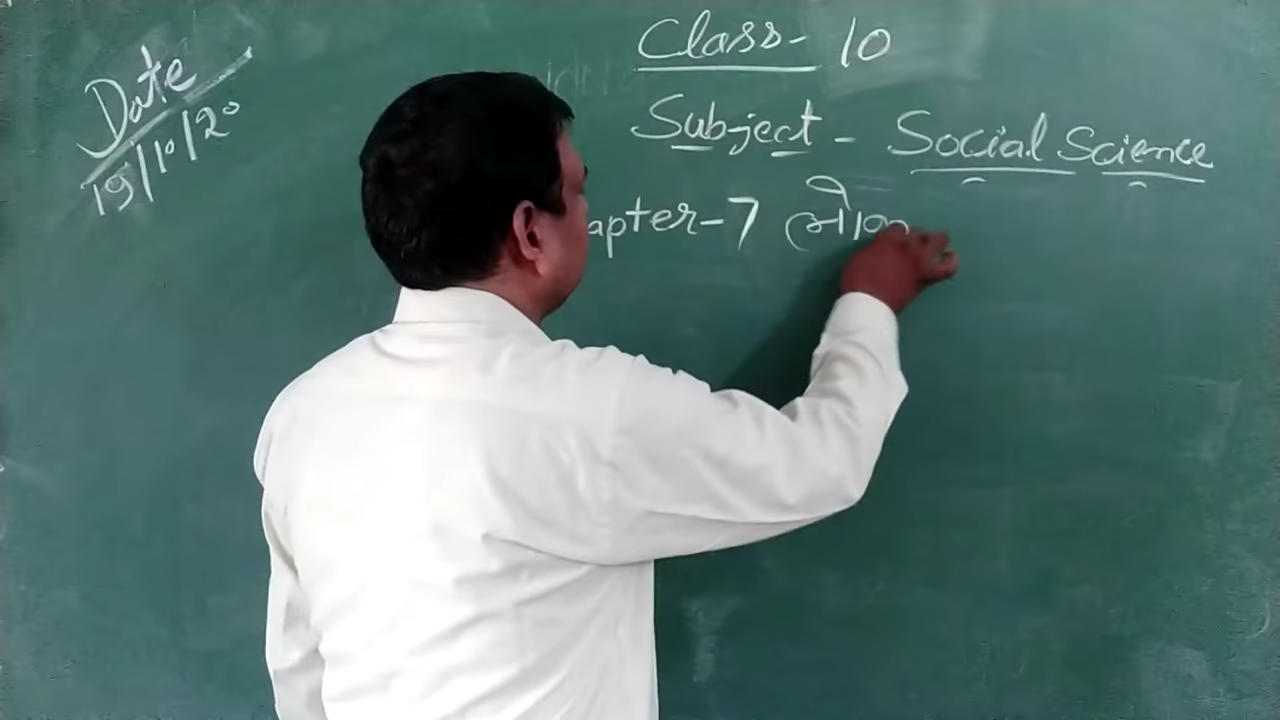 Date
19/10/20
Class- 10
Subject - Social Science
apter-7